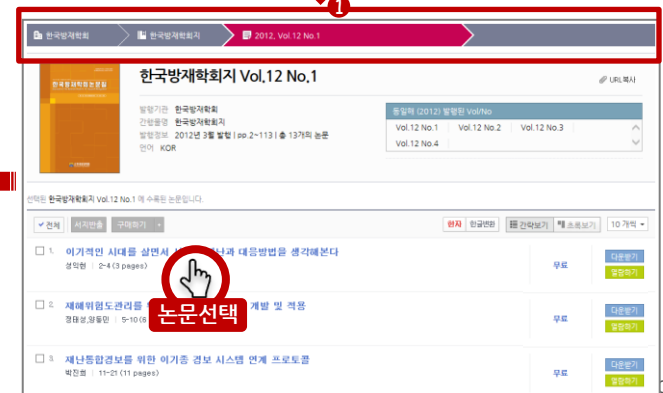 1
한국방재학회 한국방재학회지 2012, Vol.12 No.1
한국방재학회논문집
한국방재학회지 Vol.12 No.1
URL복사
발행기관 한국방재학회
간행물명 한국방재학회지
발행정보 2012년 3월 발행 | pp.2~113 | 총 13개의 논문
언어 KOR
동일해 (2012) 발행된 Vol/No
Vol.12 No.1 Vol.12 No.2 Vol.12 No.3
Vol.12 No.4
선택된 한국방재학회지 Vol.12 No.1 에 수록된 논문입니다.
전체 서지반출 구매하기 한자 한글변환 간략보기 초록보기 10 개씩
1. 이기적인 시대를 살면서 과 대응방법을 생각해본다
2-4 (3 pages)
무료 다운받기
열람하기
논문선택
2. 재해위험도관리를 개발 및 적용
정태성,양동민 | 5-10 (6
무료 다운받기
열람하기
3. 재난통합경보를 위한 이기종 경보 시스템 연계 프로토콜
박진희 | 11-21 (11 pages)
무료 다운받기
열람하기